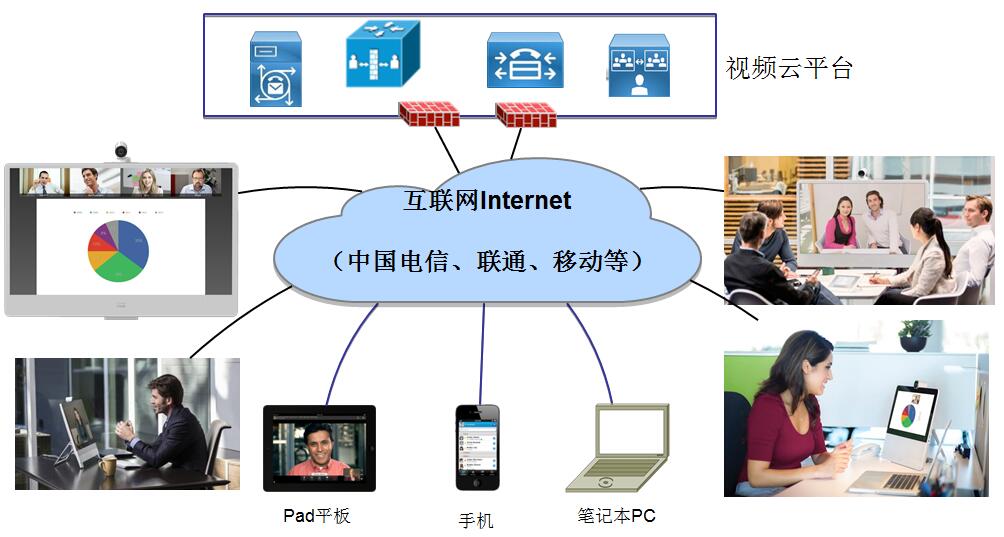 视频云平台
互联网Internet
（中国电信、联通、移动等）
Pad平板
手机
笔记本PC